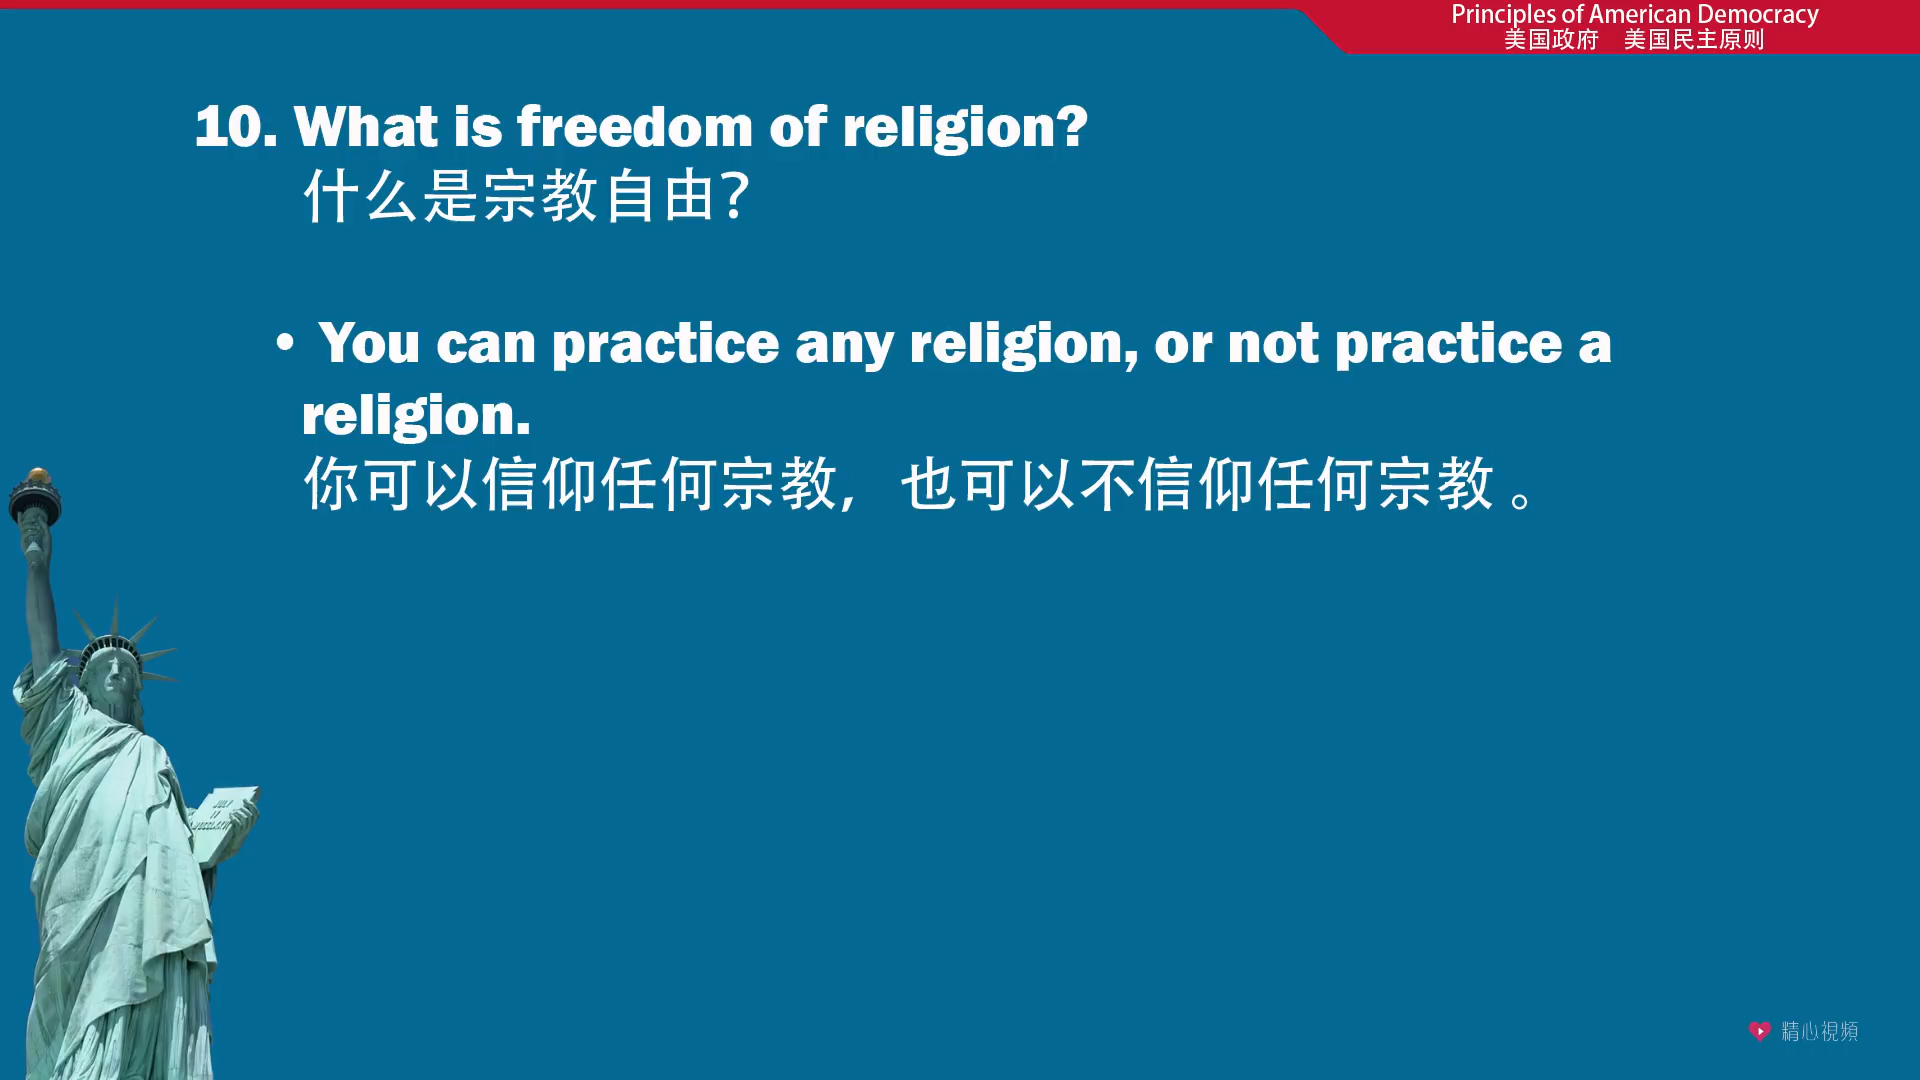 Principles of American Democracy
美国政府 美国民主原则
10. What is freedom of religion?
什么是宗教自由?
• You can practice any religion, or not practice a
religion.
你可以信仰任何宗教, 也可以不信仰任何宗教。
JULY
IV
精心視頻